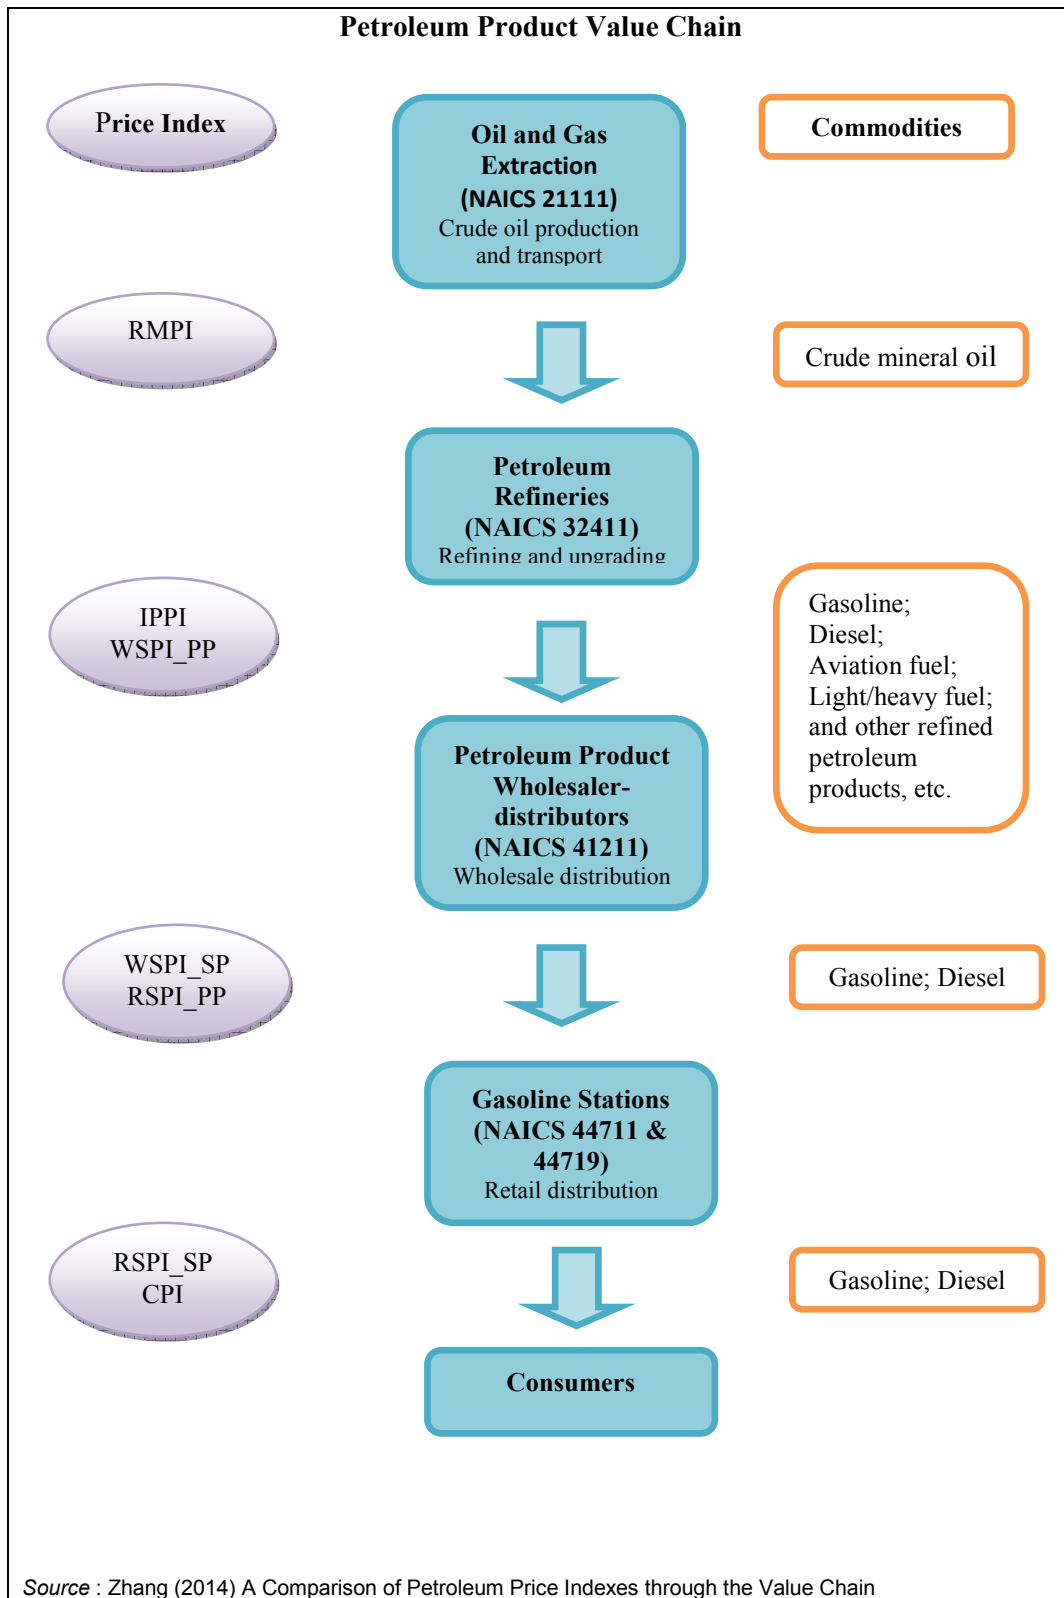 Petroleum Product Value Chain
Price Index
Oil and Gas
Extraction
(NAICS 21111)
Crude oil production
and transport
Commodities
RMPI
Crude mineral oil
Petroleum
Refineries
(NAICS 32411)
Refining and upgrading
IPPI
WSPI_PP
Gasoline;
Diesel;
Aviation fuel;
Light/heavy fuel;
and other refined
petroleum
products, etc.
Petroleum Product
Wholesaler-
distributors
(NAICS 41211)
Wholesale distribution
WSPI_SP
RSPI_PP
Gasoline; Diesel
Gasoline Stations
(NAICS 44711 &
44719)
Retail distribution
RSPI_SP
CPI
Gasoline; Diesel
Consumers
Source : Zhang (2014) A Comparison of Petroleum Price Indexes through the Value Chain